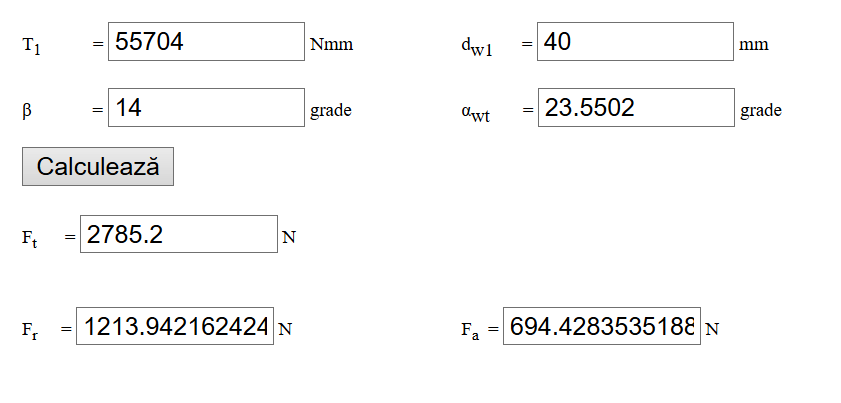 T1 = 55704 Nmm dw1 = 40 mm
β = 14 grade αwt = 23.5502 grade
Calculează
Ft = 2785.2 N
Fr = 1213.942162424 N Fa = 694.4283535188 N